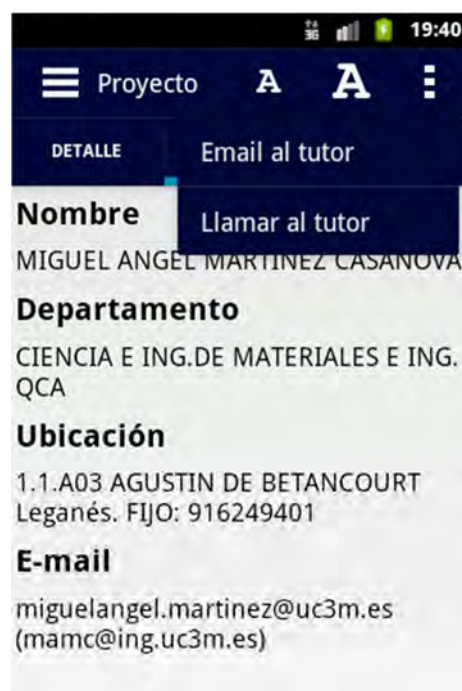 3G 19:40
Proyecto A A
DETALLE Email al tutor
Llamar al tutor
Nombre
MIGUEL ANGEL MARTINEZ CASANOVA
Departamento
CIENCIA E ING.DE MATERIALES E ING.
QCA
Ubicación
1.1.A03 AGUSTIN DE BETANCOURT
Leganés. FIJO: 916249401
E-mail
miguelangel.martinez@uc3m.es
(mamc@ing.uc3m.es)